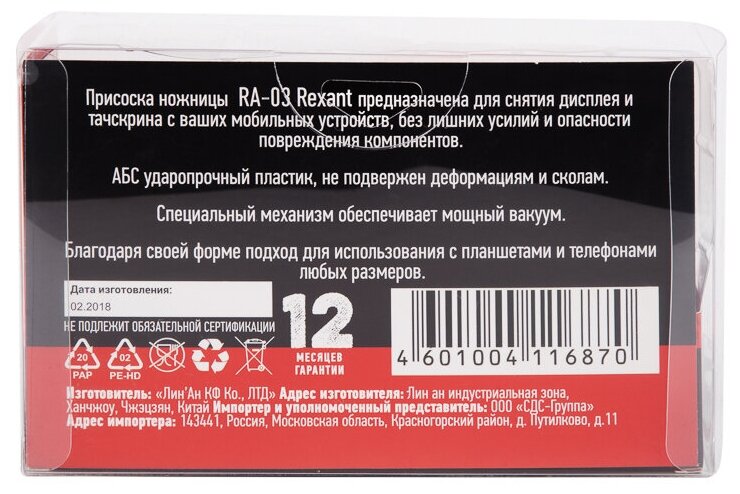 Присоска ножницы RA-03 Rexant предназначена для снятия дисплея и
тачскрина с ваших мобильных устройств, без лишних усилий и опасности
повреждения компонентов.
АБС ударопрочный пластик, не подвержен деформациям и сколам.
Специальный механизм обеспечивает мощный вакуум.
Благодаря своей форме подход для использования с планшетами и телефонами
любых размеров.
Дата изготовления:
02.2018
НЕ ПОДЛЕЖИТ ОБЯЗАТЕЛЬНОЙ СЕРТИФИКАЦИИ
20
PAP
02
PE-HD
12
МЕСЯЦЕВ
ГАРАНТИИ
4 601004 116870
Изготовитель: «Лин'Ан КФ Ко., ЛТД» Адрес изготовителя: Лин ан индустриальная зона,
Ханчжоу, Чжэцзян, Китай Импортер и уполномоченный представитель: ООО «СДС-Группа»
Адрес импортера: 143441, Россия, Московская область, Красногорский район, д. Путилково, д.11